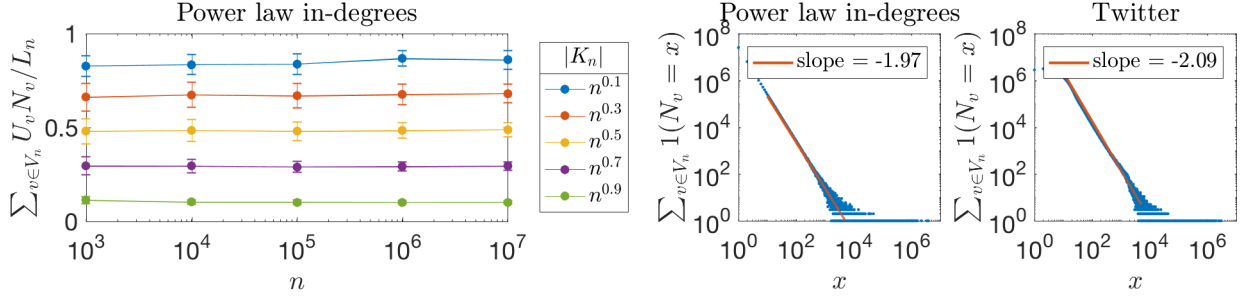 Power law in-degrees
∑_{v∈V_n} U_v N_v/L_n
1
0.5
0
10^3
10^4
10^5
10^6
10^7
n
|K_n|
n^{0.1}
n^{0.3}
n^{0.5}
n^{0.7}
n^{0.9}
Power law in-degrees
∑_{v∈V_n} 1(N_v = x)
10^8
10^6
10^4
10^2
10^0
slope = -1.97
10^0
10^2
10^4
10^6
x
Twitter
∑_{v∈V_n} 1(N_v = x)
10^8
10^6
10^4
10^2
10^0
slope = -2.09
10^0
10^2
10^4
10^6
x